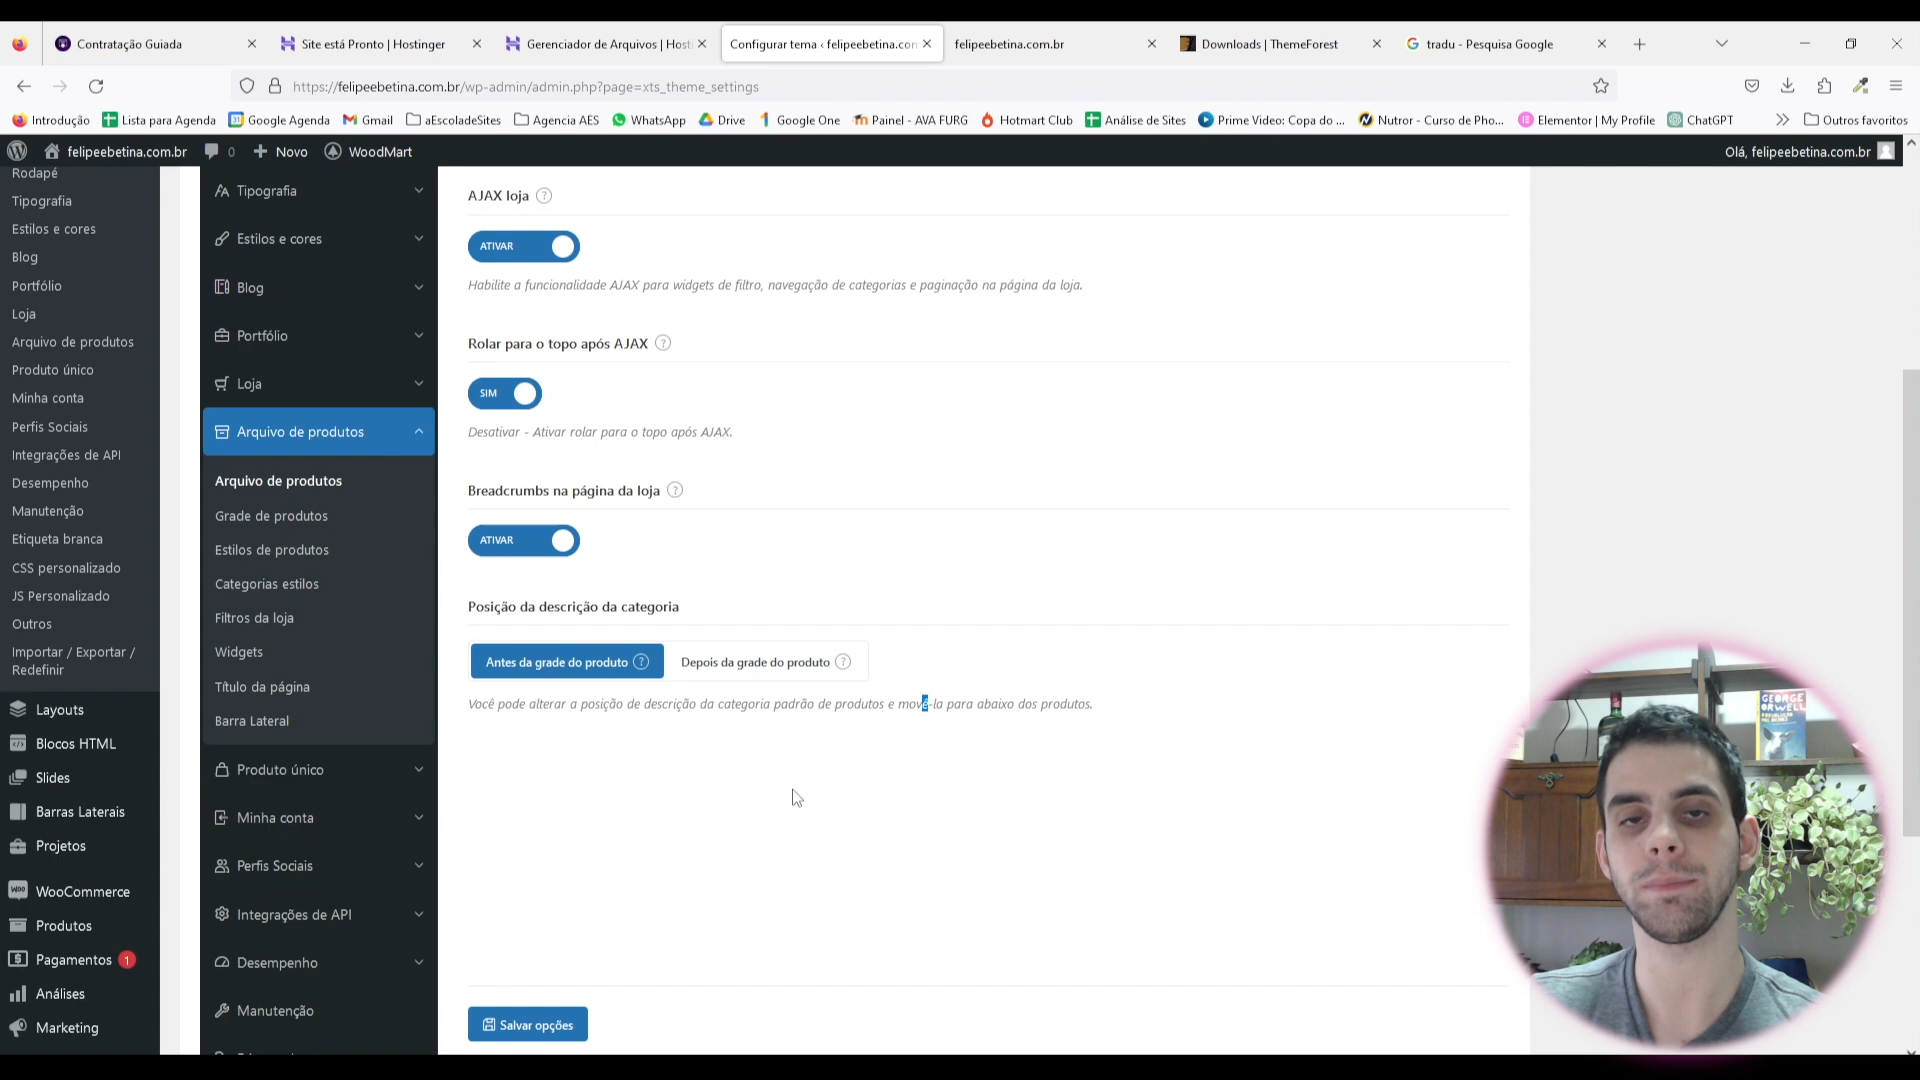 Contratação Guiada
Site está Pronto | Hostinger
Gerenciador de Arquivos | Host
Configurar tema ‹ felipeebetina.com
felipeebetina.com.br
Downloads | ThemeForest
tradu - Pesquisa Google
https://felipeebetina.com.br/wp-admin/admin.php?page=xts_theme_settings
Introdução
Lista para Agenda
Google Agenda
Gmail
aEscoladeSites
Agencia AES
WhatsApp
Drive
Google One
Painel - AVA FURG
Hotmart Club
Análise de Sites
Prime Video: Copa do ...
Nutror - Curso de Pho...
Elementor | My Profile
ChatGPT
Outros favoritos
felipeebetina.com.br
0
Novo
WoodMart
Olá, felipeebetina.com.br
Rodapé
Tipografia
Estilos e cores
Blog
Portfólio
Loja
Arquivo de produtos
Produto único
Minha conta
Perfis Sociais
Integrações de API
Desempenho
Manutenção
Etiqueta branca
CSS personalizado
JS Personalizado
Outros
Importar / Exportar /
Redefinir
Layouts
Blocos HTML
Slides
Barras Laterais
Projetos
WooCommerce
Produtos
Pagamentos 1
Análises
Marketing
Tipografia
Estilos e cores
Blog
Portfólio
Loja
Arquivo de produtos
Arquivo de produtos
Grade de produtos
Estilos de produtos
Categorias estilos
Filtros da loja
Widgets
Título da página
Barra Lateral
Produto único
Minha conta
Perfis Sociais
Integrações de API
Desempenho
Manutenção
AJAX loja ?
ATIVAR
Habilite a funcionalidade AJAX para widgets de filtro, navegação de categorias e paginação na página da loja.
Rolar para o topo após AJAX ?
SIM
Desativar - Ativar rolar para o topo após AJAX.
Breadcrumbs na página da loja ?
ATIVAR
Posição da descrição da categoria
Antes da grade do produto ?
Depois da grade do produto ?
Você pode alterar a posição de descrição da categoria padrão de produtos e movê-la para abaixo dos produtos.
Salvar opções
GEORGE
ORWELL